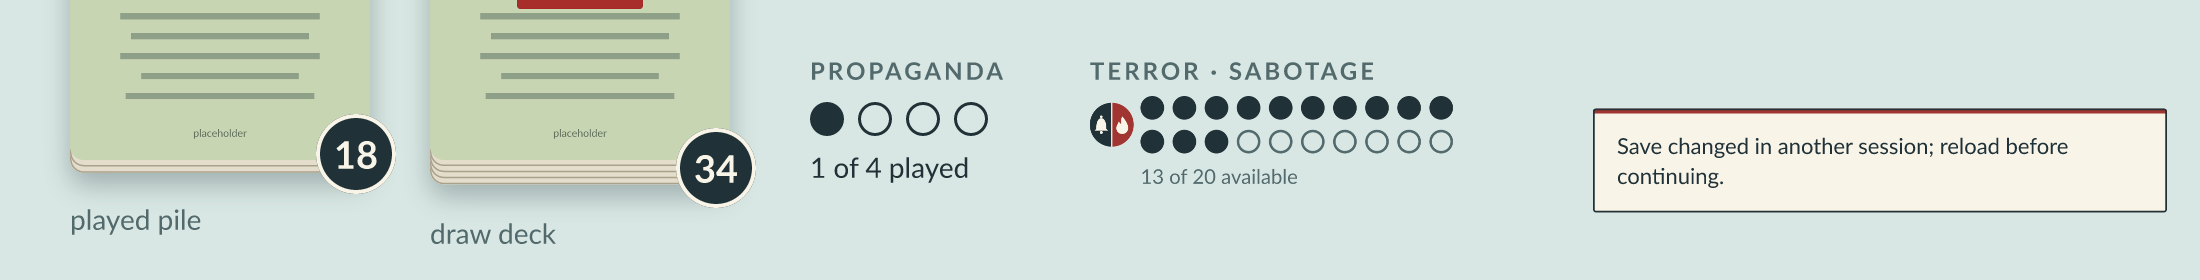 placeholder
18
played pile
placeholder
34
draw deck
PROPAGANDA
1 of 4 played
TERROR · SABOTAGE
13 of 20 available
Save changed in another session; reload before
continuing.